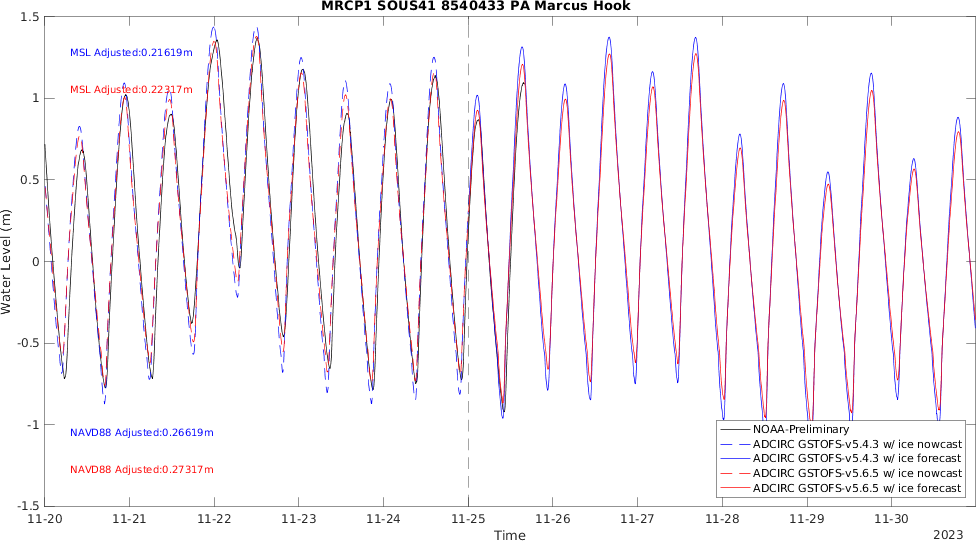 MRCP1 SOUS41 8540433 PA Marcus Hook
1.5
1
0.5
0
-0.5
-1
-1.5
Water Level (m)
MSL Adjusted:0.21619m
MSL Adjusted:0.22317m
NAVD88 Adjusted:0.26619m
NAVD88 Adjusted:0.27317m
NOAA-Preliminary
ADCIRC GSTOFS-v5.4.3 w/ ice nowcast
ADCIRC GSTOFS-v5.4.3 w/ ice forecast
ADCIRC GSTOFS-v5.6.5 w/ ice nowcast
ADCIRC GSTOFS-v5.6.5 w/ ice forecast
11-20 11-21 11-22 11-23 11-24 11-25 11-26 11-27 11-28 11-29 11-30
Time
2023